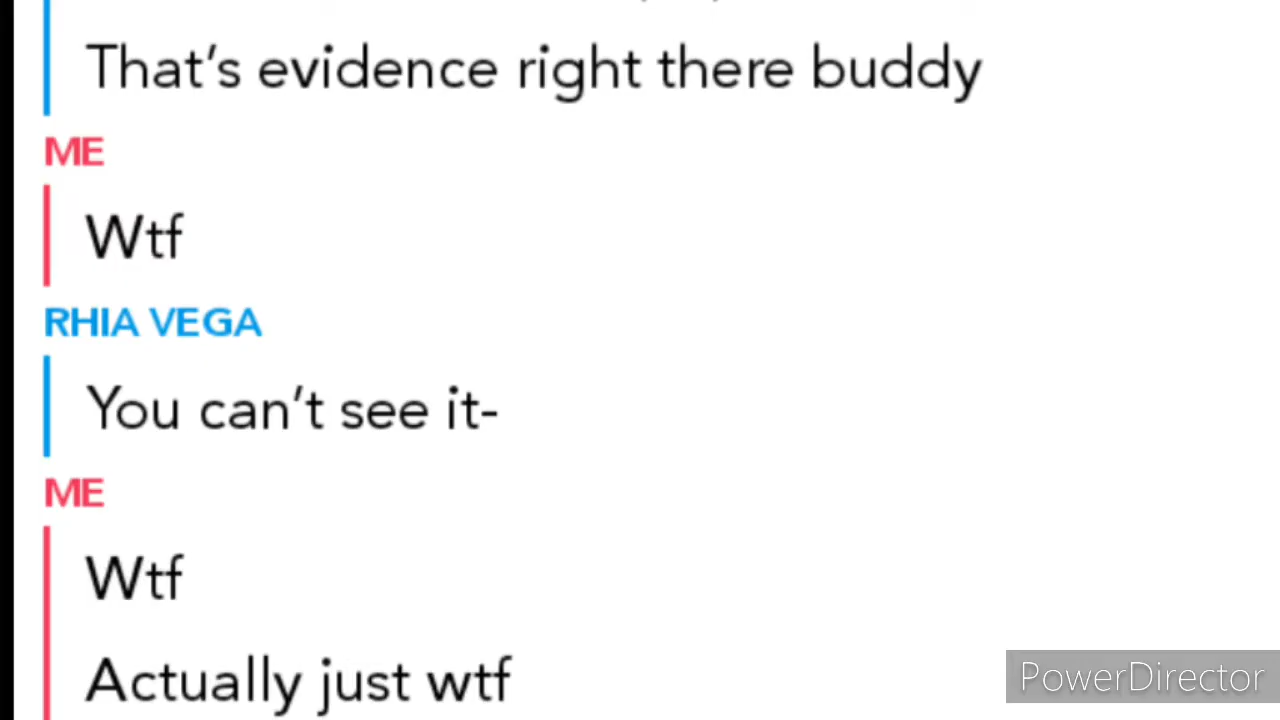 That's evidence right there buddy
ME
Wtf
RHIA VEGA
You can't see it-
ME
Wtf
Actually just wtf
PowerDirector